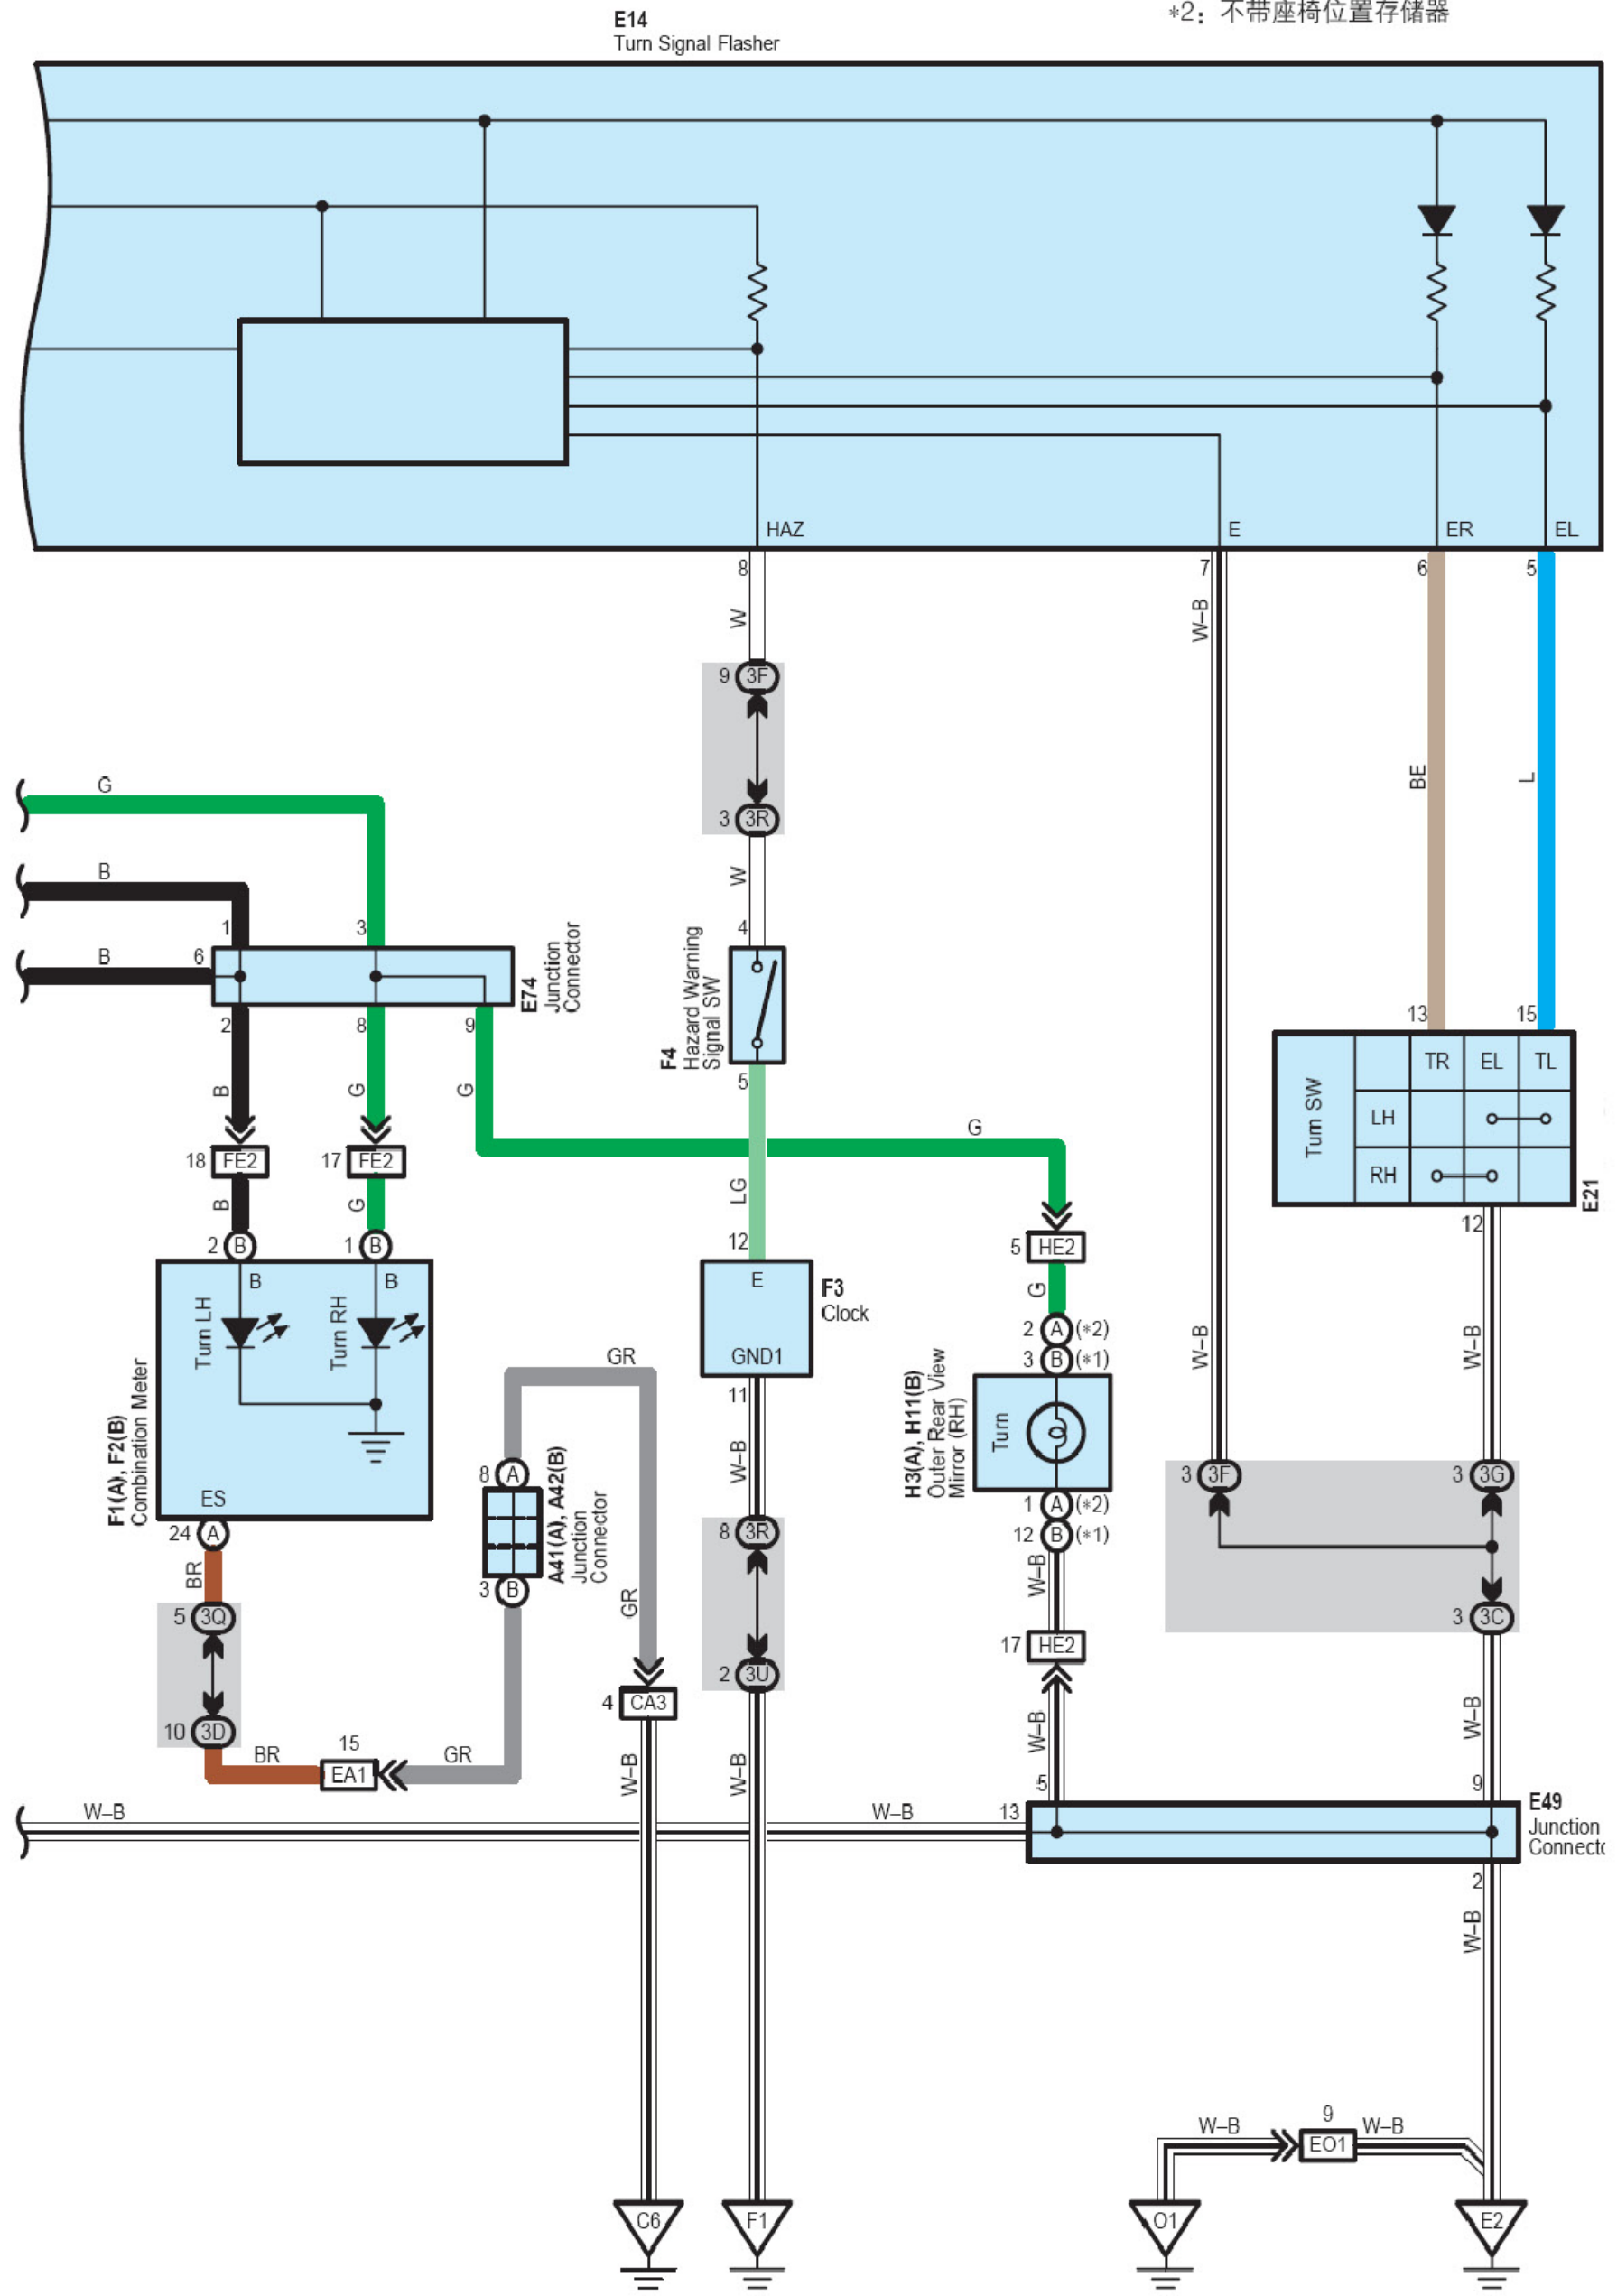 *2：不带座椅位置存储器
E14
Turn Signal Flasher
HAZ
E
ER
EL
8
7
6
5
W
W–B
BE
L
9
3F
3
3R
W
4
G
B
B
1
3
6
2
8
9
E74
Junction
Connector
F4
Hazard Warning
Signal SW
5
B
G
G
G
18
FE2
17
FE2
B
G
2
B
1
B
LG
12
13
15
Turn SW
TR
EL
TL
LH
RH
E21
12
5
HE2
G
2
A
(*2)
3
B
(*1)
B
B
Turn LH
Turn RH
ES
F1(A), F2(B)
Combination Meter
E
GND1
F3
Clock
11
W–B
GR
Turn
H3(A), H11(B)
Outer Rear View
Mirror (RH)
W–B
W–B
24
A
BR
5
3Q
10
3D
BR
15
EA1
GR
8
A
3
B
A41(A), A42(B)
Junction
Connector
GR
4
CA3
W–B
8
3R
2
3U
W–B
1
A
(*2)
12
B
(*1)
W–B
17
HE2
W–B
5
3
3F
3
3G
3
3C
W–B
9
W–B
W–B
13
E49
Junction
2
W–B
W–B
9
EO1
W–B
C6
F1
O1
E2